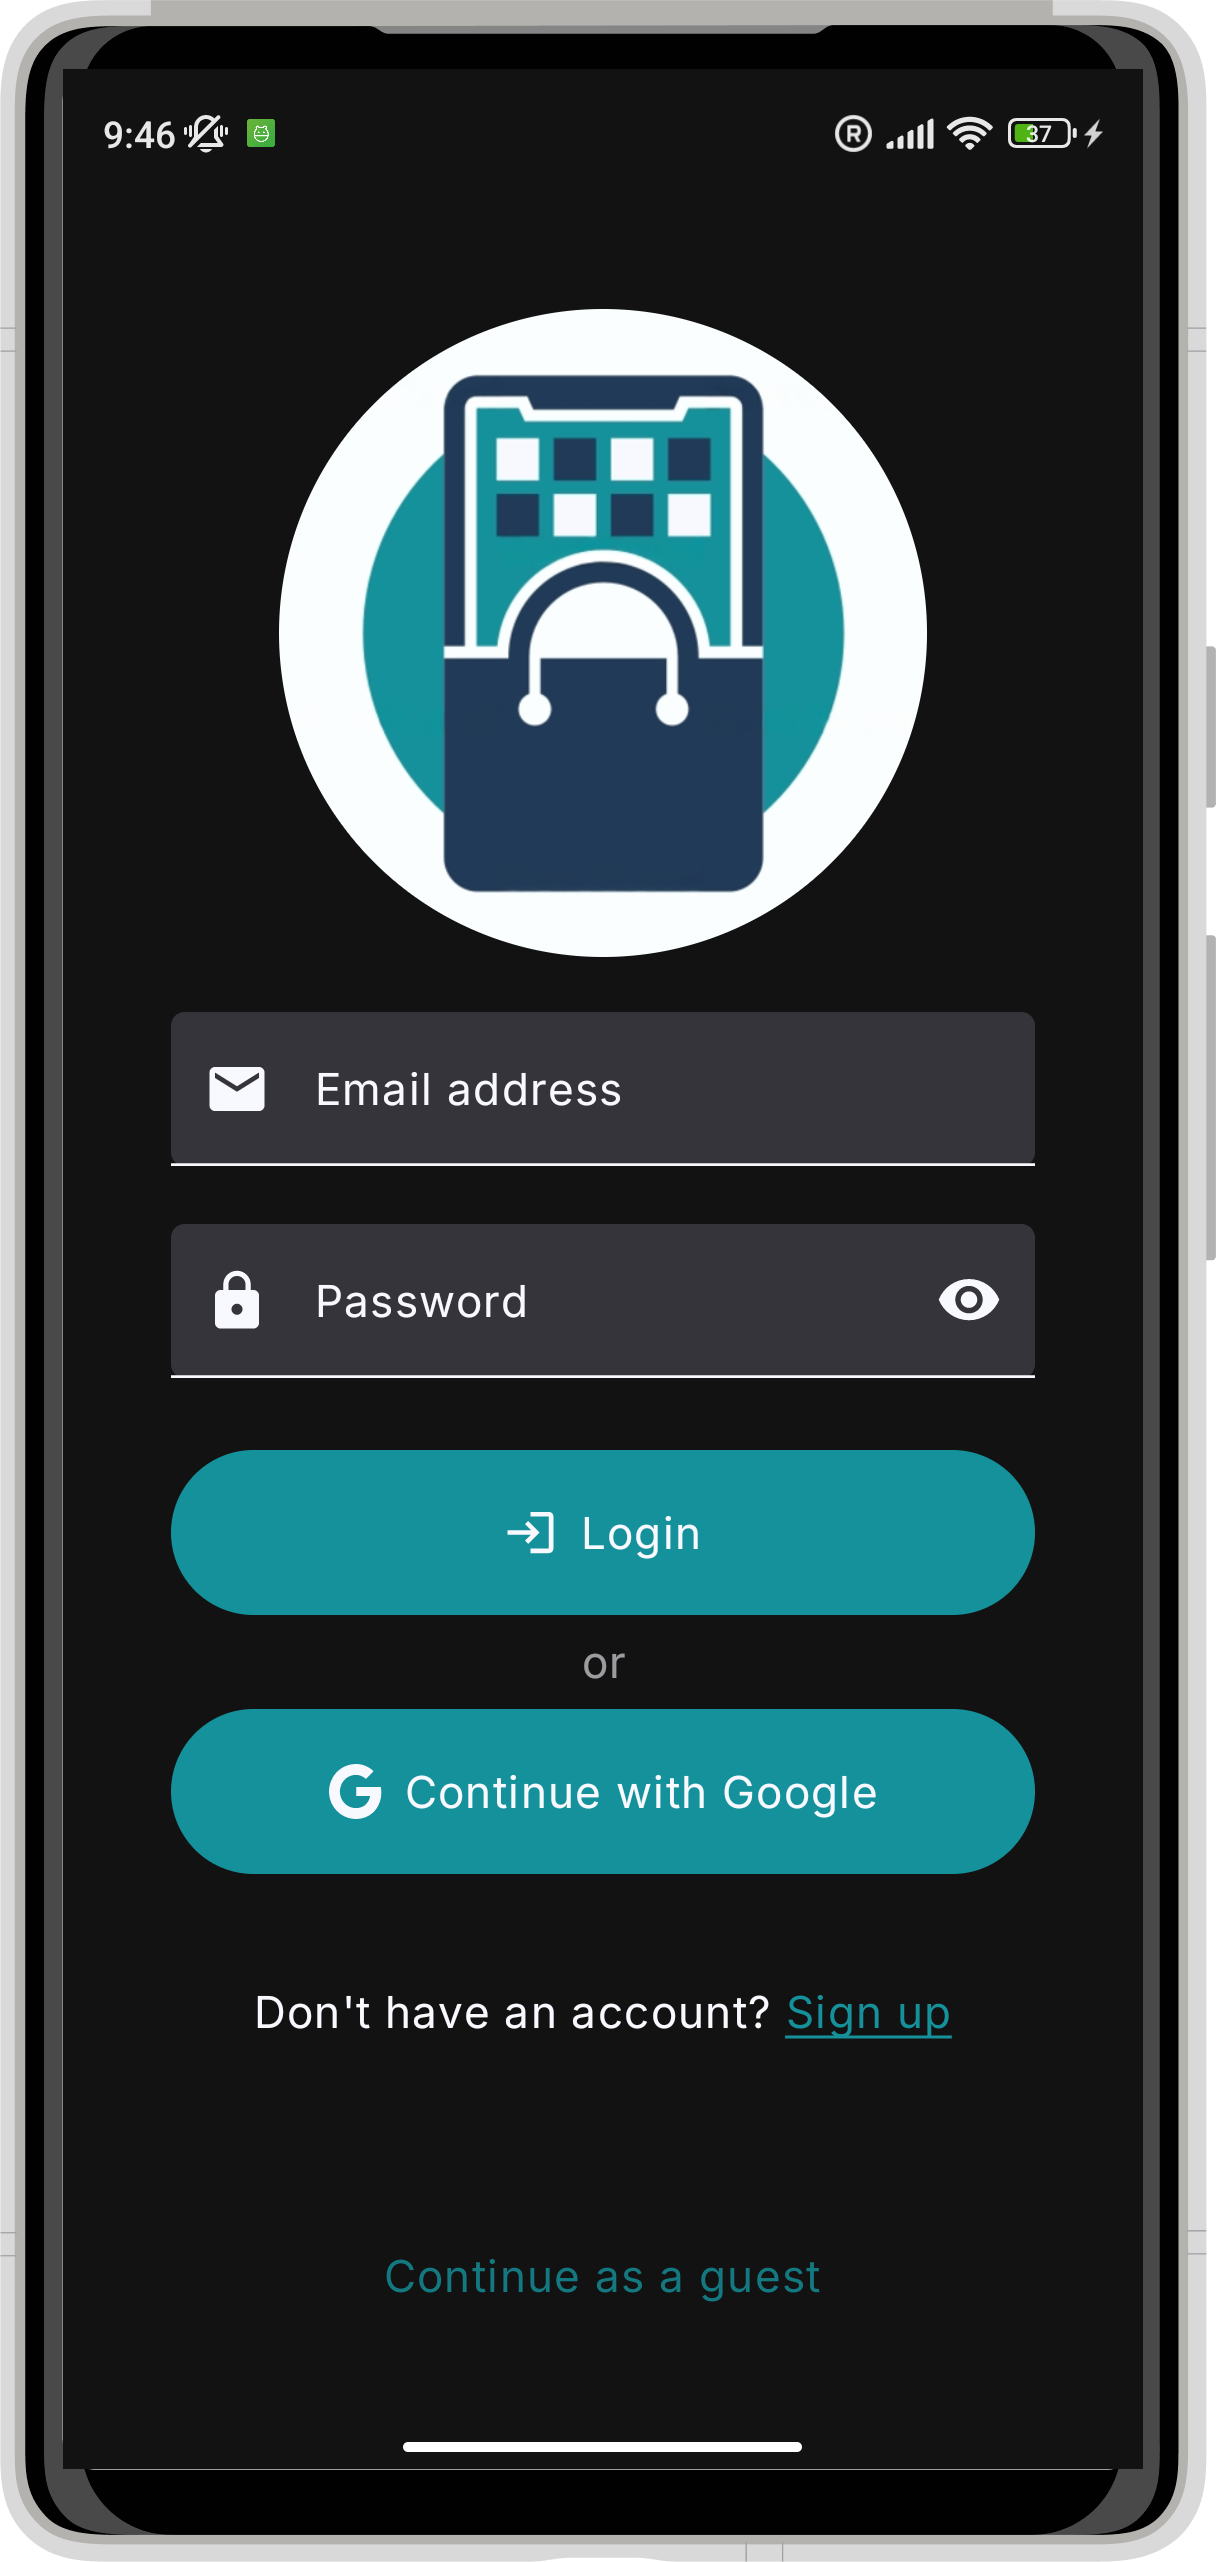 9:46 R 37
Email address
Password
Login
or
G Continue with Google
Don't have an account? Sign up
Continue as a guest